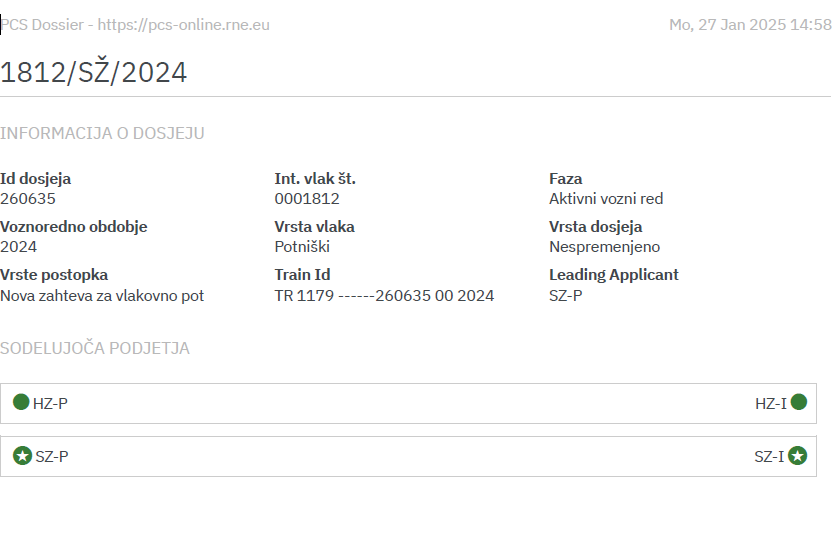 PCS Dossier - https://pcs-online.rne.eu Mo, 27 Jan 2025 14:58
1812/SŽ/2024
INFORMACIJA O DOSJEJU
Id dosjeja Int. vlak št. Faza
260635 0001812 Aktivni vozni red
Voznoredno obdobje Vrsta vlaka Vrsta dosjeja
2024 Potniški Nespremenjeno
Vrste postopka Train Id Leading Applicant
Nova zahteva za vlakovno pot TR 1179 ------260635 00 2024 SZ-P
SODELUJOČA PODJETJA
HZ-P HZ-I
SZ-P SZ-I